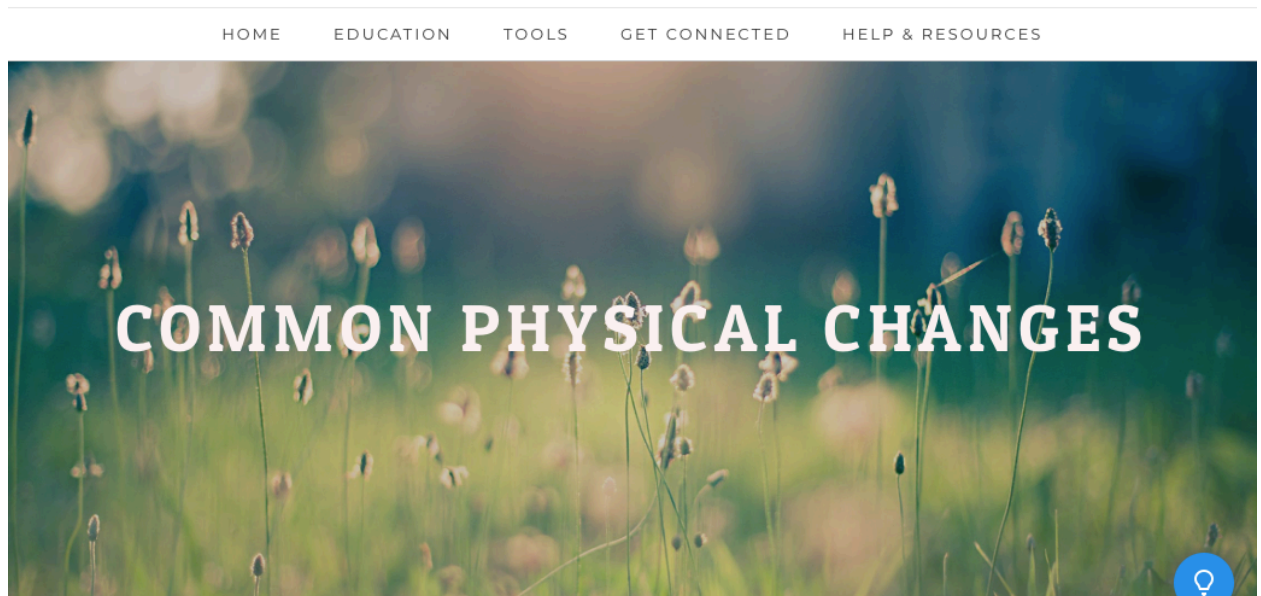 HOME EDUCATION TOOLS GET CONNECTED HELP & RESOURCES
COMMON PHYSICAL CHANGES